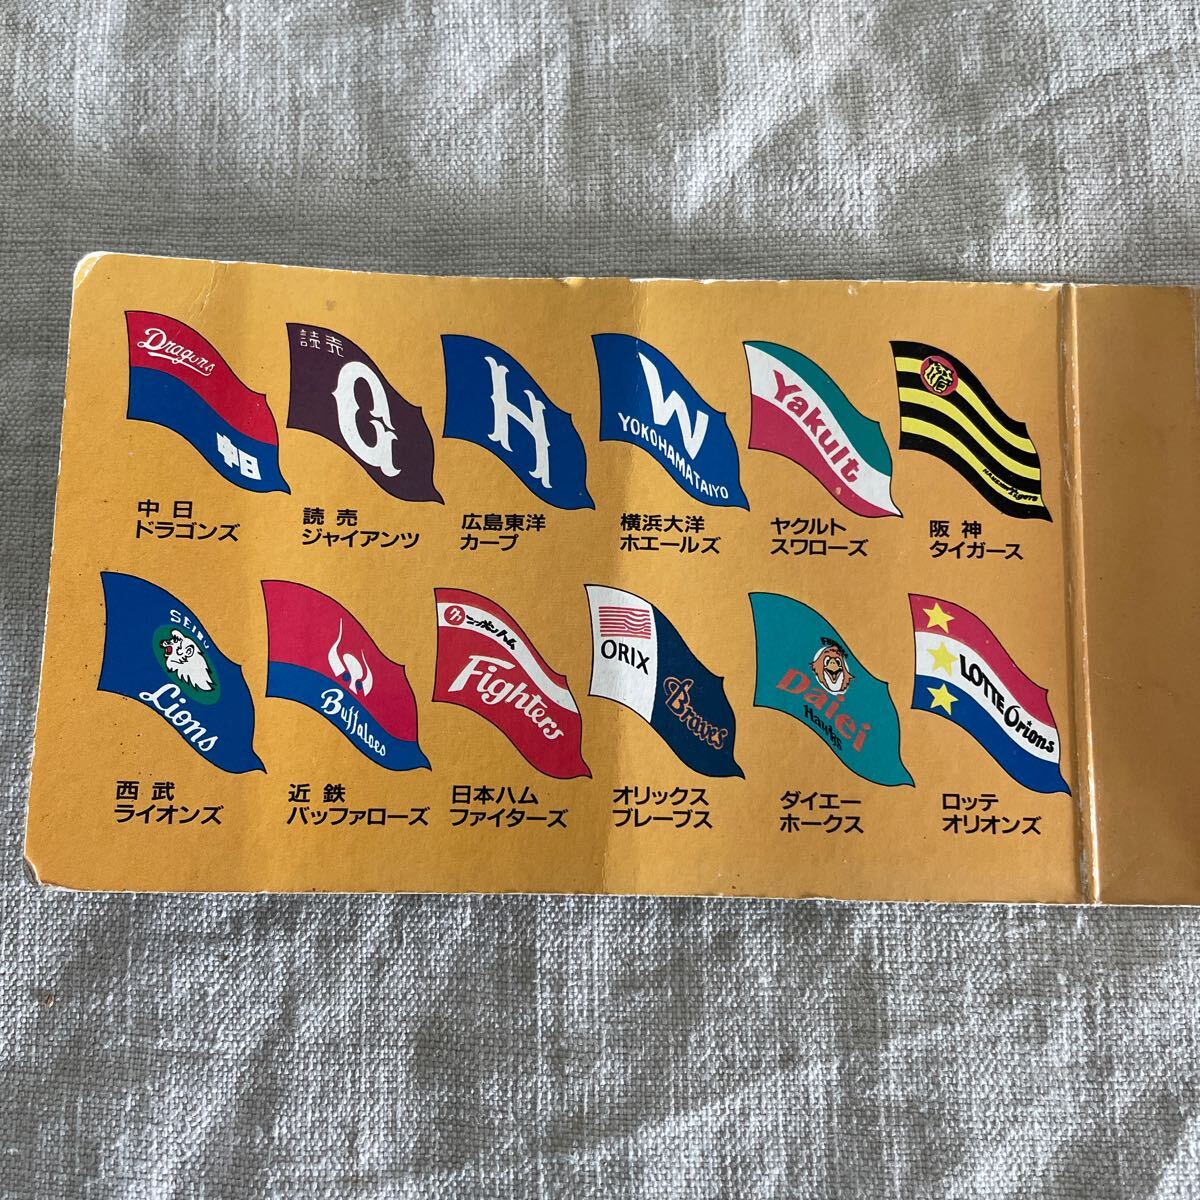 Dragons
中日
中 日
ドラゴンズ
読売
G
読 売
ジャイアンツ
H
広島東洋
カープ
W
YOKOHAMATAIYO
横浜大洋
ホエールズ
Yakult
ヤクルト
スワローズ
HANSHIN TIGERS
阪 神
タイガース
SEIBU
Lions
西 武
ライオンズ
Buffaloes
近 鉄
バッファローズ
ニッポンハム
Fighters
日本ハム
ファイターズ
ORIX
Braves
オリックス
ブレーブス
Daiei
Hawks
ダイエー
ホークス
LOTTE Orions
ロッテ
オリオンズ